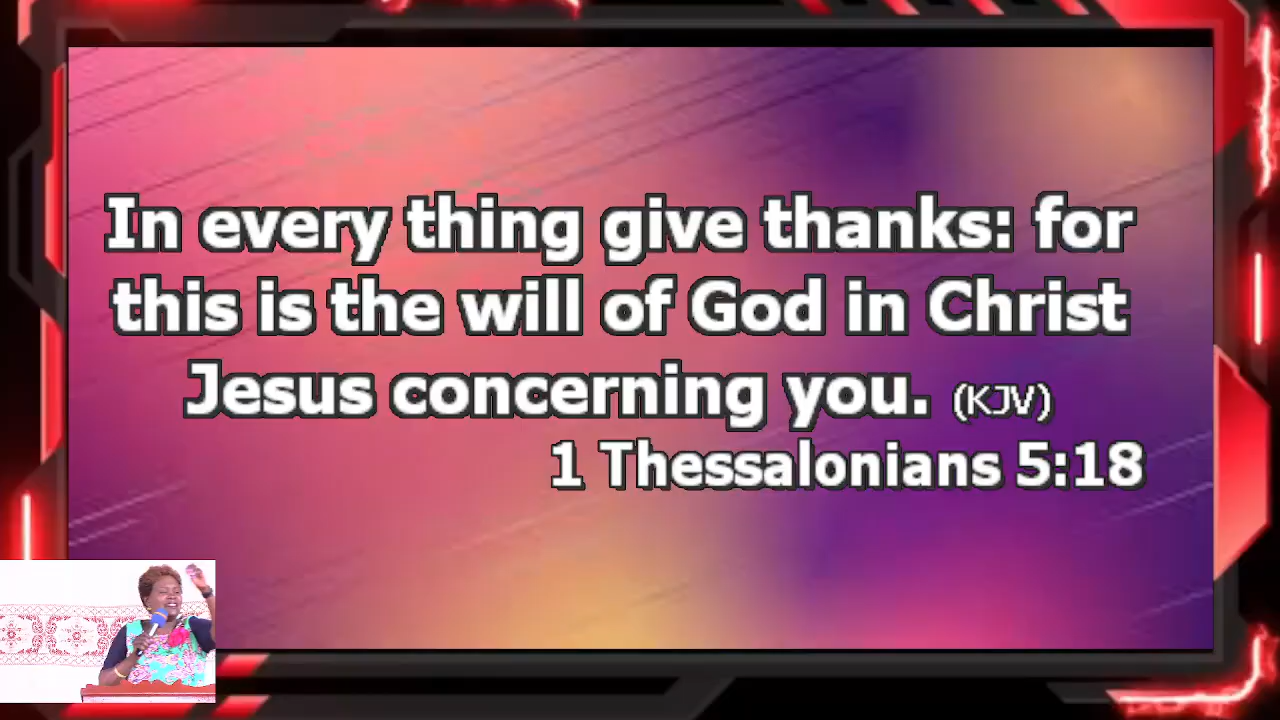 In every thing give thanks: for
this is the will of God in Christ
Jesus concerning you. (KJV)
1 Thessalonians 5:18